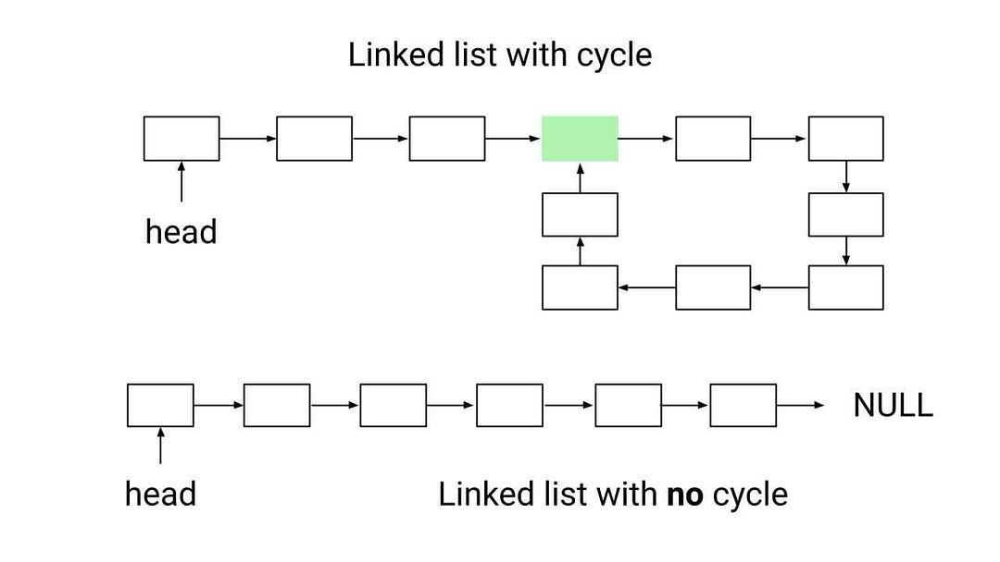 Linked list with cycle
head
NULL
head
Linked list with no cycle